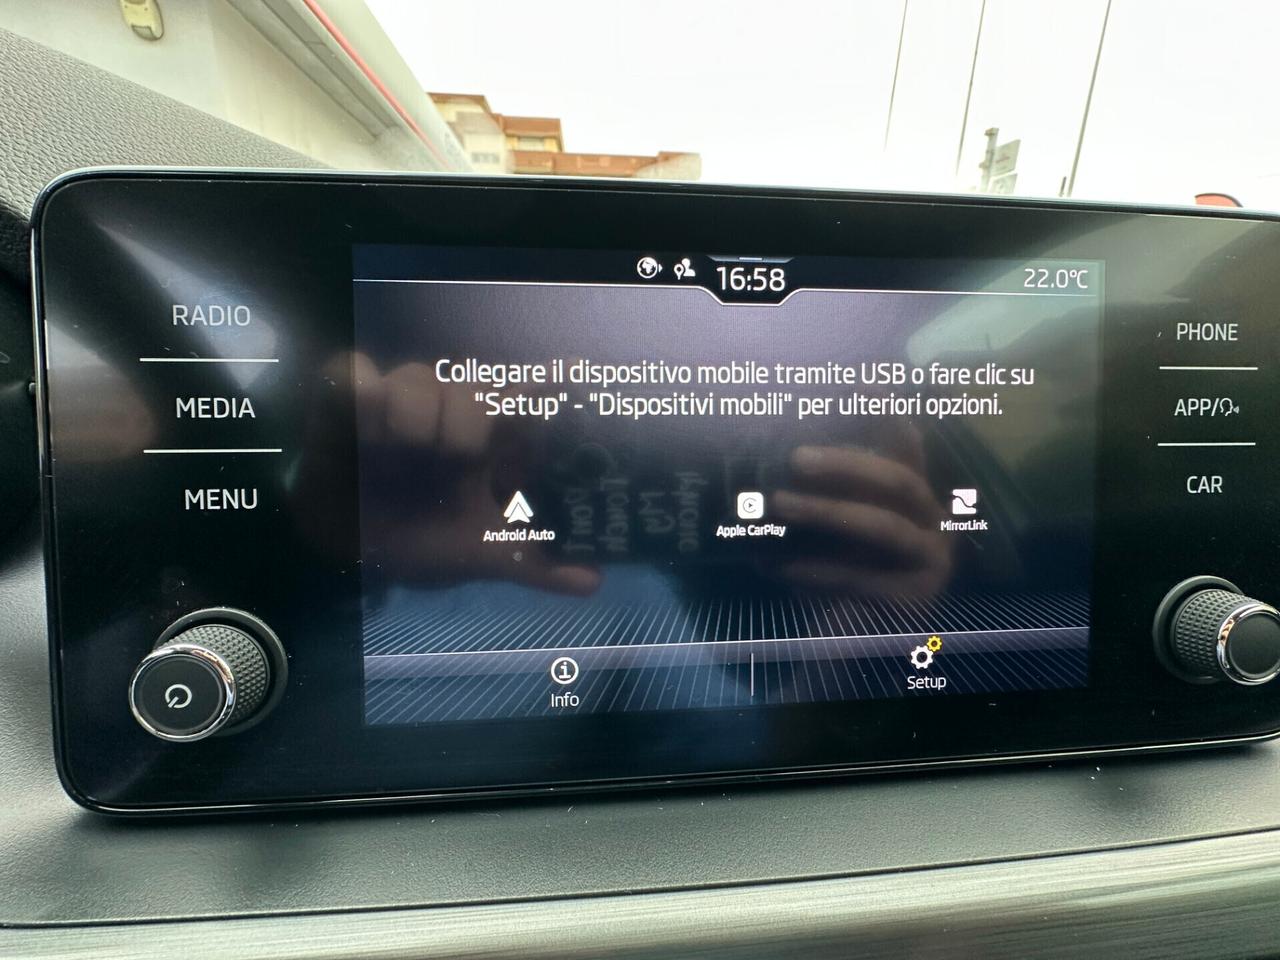 16:58
22.0°C
RADIO
MEDIA
MENU
Collegare il dispositivo mobile tramite USB o fare clic su
"Setup" - "Dispositivi mobili" per ulteriori opzioni.
Android Auto
Apple CarPlay
MirrorLink
Info
Setup
PHONE
APP/
CAR